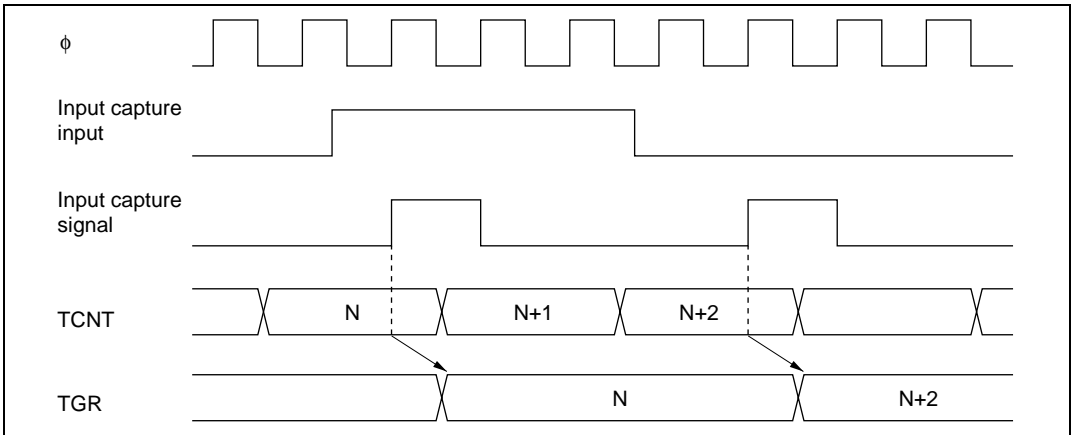 ϕ
Input capture
input
Input capture
signal
TCNT N N+1 N+2
TGR N N+2